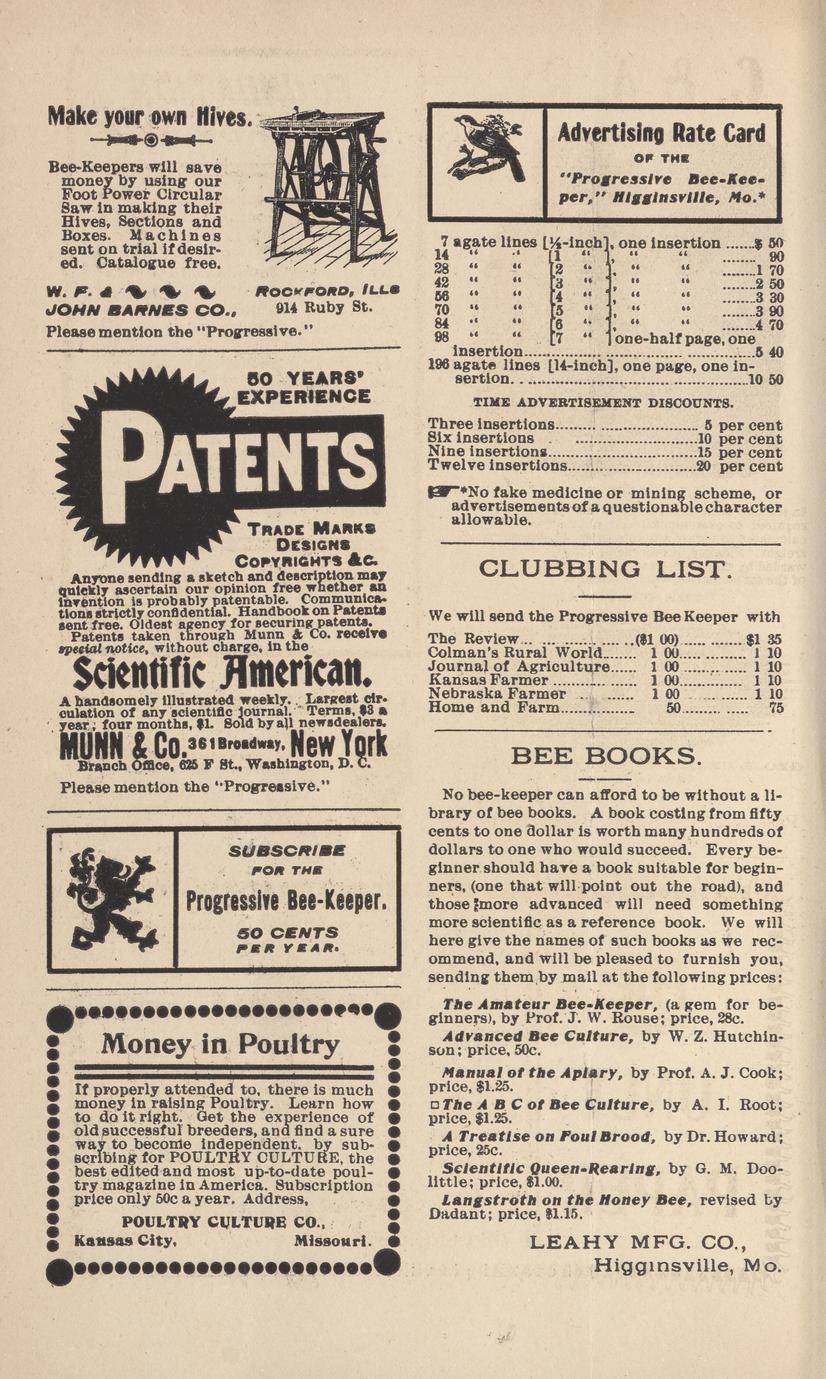 Make your own Hives.
Bee-Keepers will save
money by using our
Foot Power Circular
Saw in making their
Hives, Sections and
Boxes. Machines
sent on trial if desir-
ed. Catalogue free.
W. F. &
JOHN BARNES CO.,
ROCKFORD, ILLS
914 Ruby St.
Please mention the "Progressive."
50 YEARS'
EXPERIENCE
PATENTS
TRADE MARKS
DESIGNS
COPYRIGHTS &C.
Anyone sending a sketch and description may
quickly ascertain our opinion free whether an
invention is probably patentable. Communica-
tions strictly confidential. Handbook on Patents
sent free. Oldest agency for securing patents.
Patents taken through Munn & Co. receive
special notice, without charge, in the
Scientific American.
A handsomely illustrated weekly. Largest cir-
culation of any scientific journal. Terms, $3 a
year; four months, $1. Sold by all newsdealers.
MUNN & Co. 361 Broadway, New York
Branch Office, 625 F St., Washington, D. C.
Please mention the "Progressive."
SUBSCRIBE
FOR THE
Progressive Bee-Keeper.
50 CENTS
PER YEAR.
Money in Poultry
If properly attended to, there is much
money in raising Poultry. Learn how
to do it right. Get the experience of
old successful breeders, and find a sure
way to become independent, by sub-
scribing for POULTRY CULTURE, the
best edited and most up-to-date poul-
try magazine in America. Subscription
price only 50c a year. Address,
POULTRY CULTURE CO.,
Kansas City, Missouri.
Advertising Rate Card
OF THE
"Progressive Bee-Kee-
per," Higginsville, Mo.*
7 agate lines [½-inch], one insertion ......$ 50
14 " " [1 " ], " " ....... 90
28 " " [2 " ], " " .......1 70
42 " " [3 " ], " " .......2 50
56 " " [4 " ], " " .......3 30
70 " " [5 " ], " " .......3 90
84 " " [6 " ], " " .......4 70
98 " " [7 " ] one-half page, one
insertion..................................................5 40
196 agate lines [14-inch], one page, one in-
sertion..................................................10 50
TIME ADVERTISEMENT DISCOUNTS.
Three insertions.............................. 5 per cent
Six insertions ..............................10 per cent
Nine insertions..............................15 per cent
Twelve insertions..............................20 per cent
☛*No fake medicine or mining scheme, or
advertisements of a questionable character
allowable.
CLUBBING LIST.
We will send the Progressive Bee Keeper with
The Review.....................($1 00)............$1 35
Colman's Rural World....... 1 00............ 1 10
Journal of Agriculture...... 1 00............ 1 10
Kansas Farmer ................ 1 00............ 1 10
Nebraska Farmer ........ 1 00 ........ 1 10
Home and Farm................ 50............ 75
BEE BOOKS.
No bee-keeper can afford to be without a li-
brary of bee books. A book costing from fifty
cents to one dollar is worth many hundreds of
dollars to one who would succeed. Every be-
ginner should have a book suitable for begin-
ners, (one that will point out the road), and
those more advanced will need something
more scientific as a reference book. We will
here give the names of such books as we rec-
ommend, and will be pleased to furnish you,
sending them by mail at the following prices:
The Amateur Bee-Keeper, (a gem for be-
ginners), by Prof. J. W. Rouse; price, 28c.
Advanced Bee Culture, by W. Z. Hutchin-
son; price, 50c.
Manual of the Apiary, by Prof. A. J. Cook;
price, $1.25.
The A B C of Bee Culture, by A. I. Root;
price, $1.25.
A Treatise on Foul Brood, by Dr. Howard;
price, 25c.
Scientific Queen-Rearing, by G. M. Doo-
little; price, $1.00.
Langstroth on the Honey Bee, revised by
Dadant; price, $1.15.
LEAHY MFG. CO.,
Higginsville, Mo.